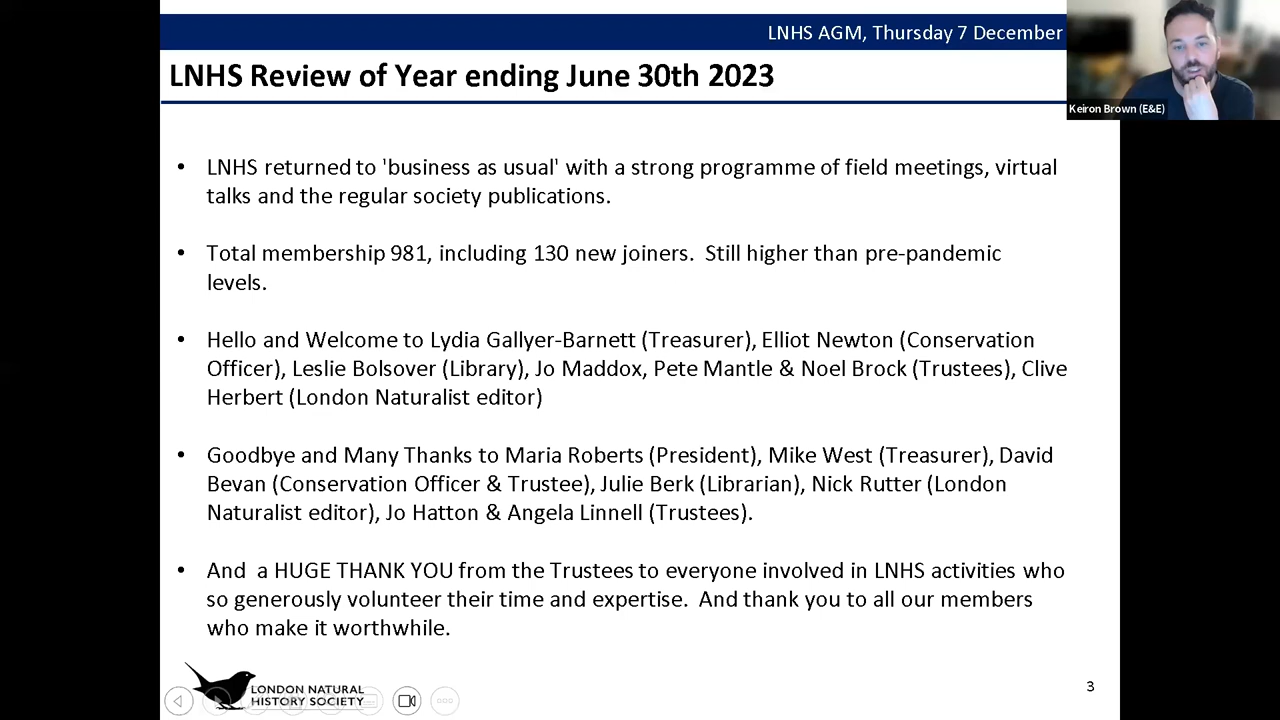 LNHS AGM, Thursday 7 December
LNHS Review of Year ending June 30th 2023
Keiron Brown (E&E)
• LNHS returned to 'business as usual' with a strong programme of field meetings, virtual
talks and the regular society publications.
• Total membership 981, including 130 new joiners.  Still higher than pre-pandemic
levels.
• Hello and Welcome to Lydia Gallyer-Barnett (Treasurer), Elliot Newton (Conservation
Officer), Leslie Bolsover (Library), Jo Maddox, Pete Mantle & Noel Brock (Trustees), Clive
Herbert (London Naturalist editor)
• Goodbye and Many Thanks to Maria Roberts (President), Mike West (Treasurer), David
Bevan (Conservation Officer & Trustee), Julie Berk (Librarian), Nick Rutter (London
Naturalist editor), Jo Hatton & Angela Linnell (Trustees).
• And  a HUGE THANK YOU from the Trustees to everyone involved in LNHS activities who
so generously volunteer their time and expertise.  And thank you to all our members
who make it worthwhile.
LONDON NATURAL
HISTORY SOCIETY
3